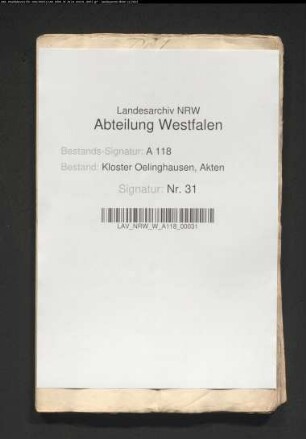 Landesarchiv NRW
Abteilung Westfalen
Bestands-Signatur: A 118
Bestand: Kloster Oelinghausen, Akten
Signatur: Nr. 31
LAV_NRW_W_A118_00031